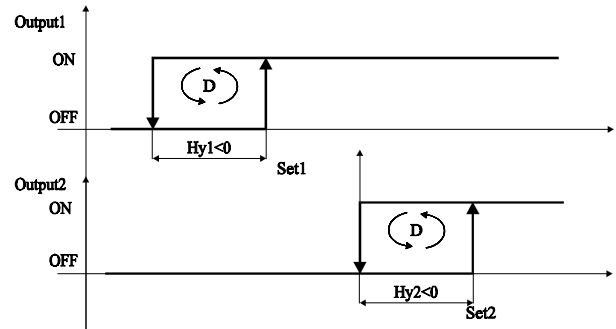 Output1
ON
D
OFF
Hy1<0
Set1
Output2
ON
D
OFF
Hy2<0
Set2